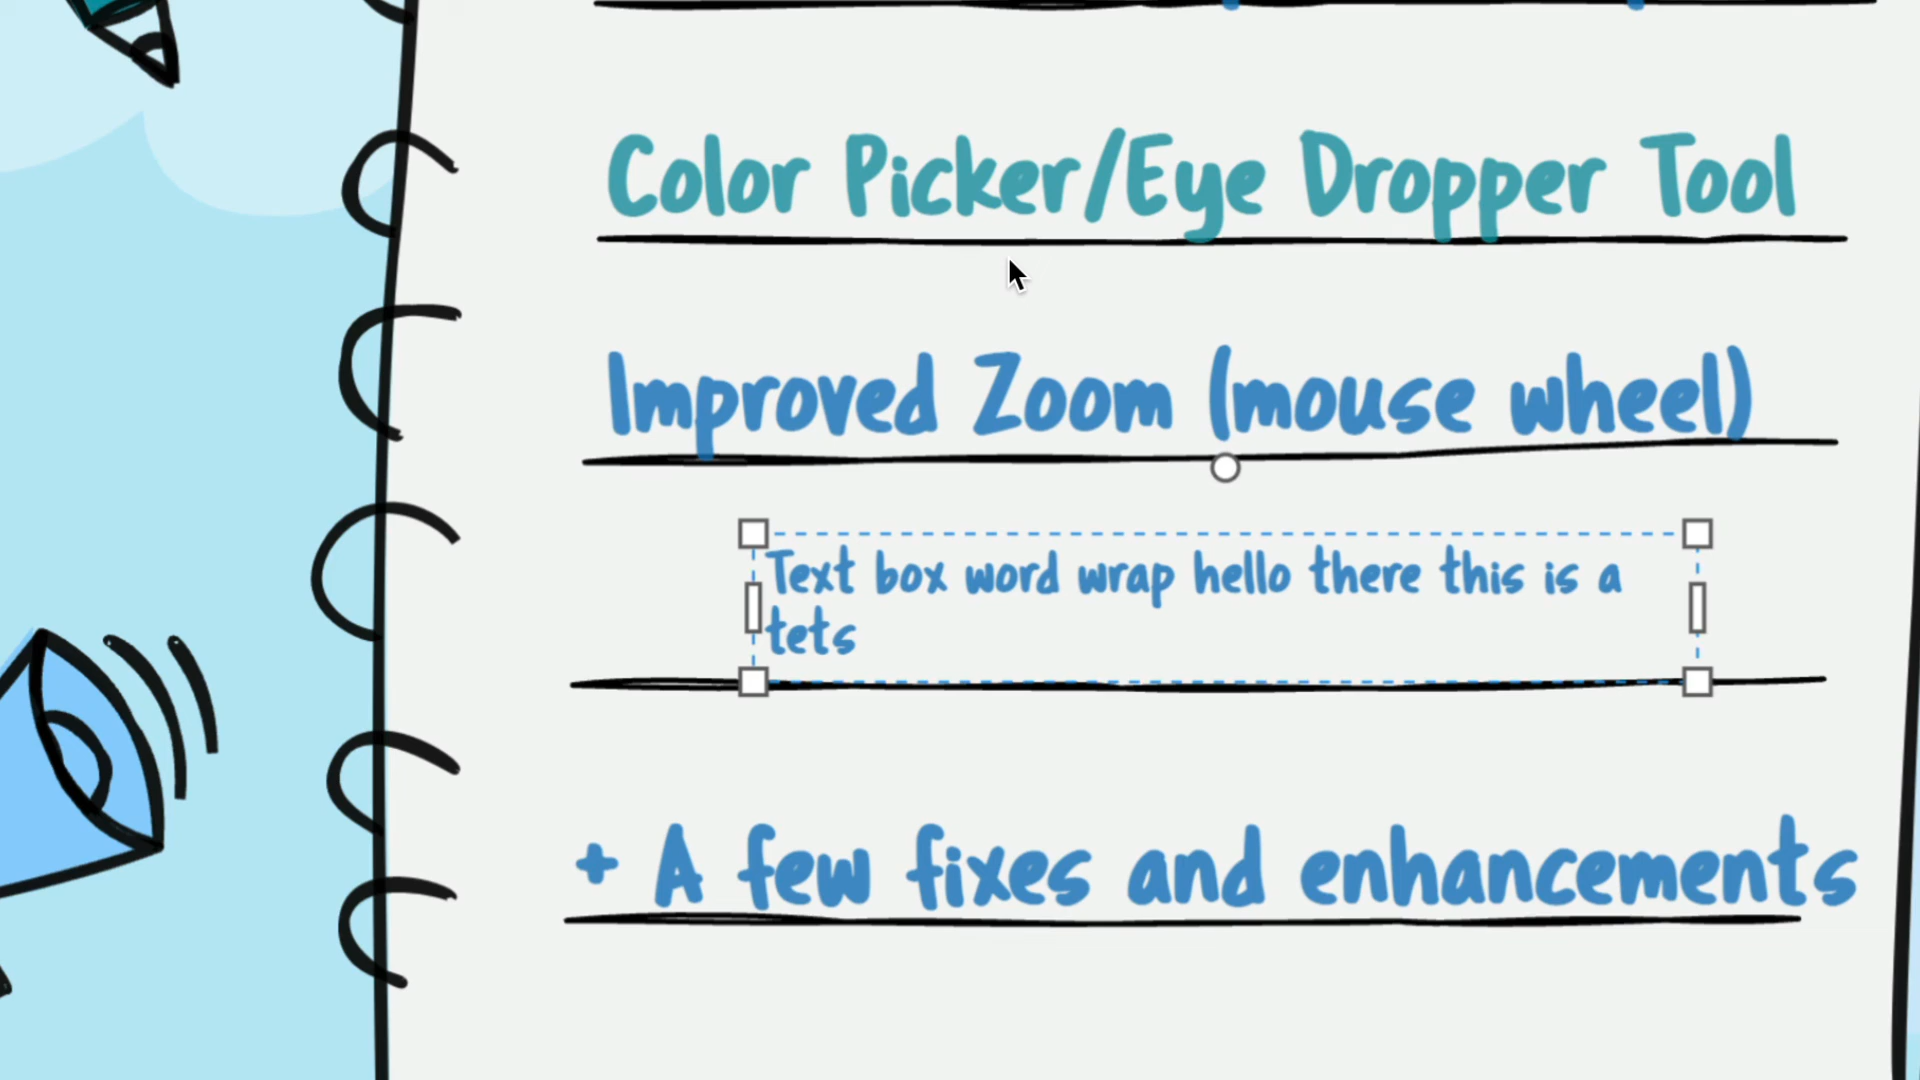 Color Picker/Eye Dropper Tool
Improved Zoom (mouse wheel)
Text box word wrap hello there this is a
tets
+ A few fixes and enhancements